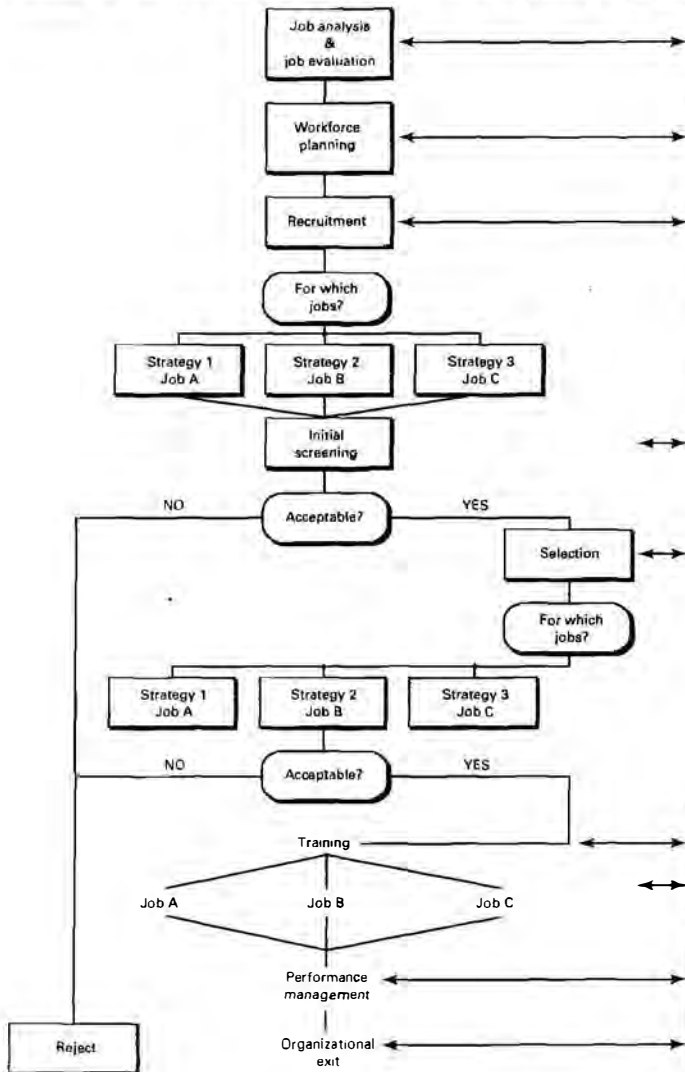 Job analysis
&
job evaluation
Workforce
planning
Recruitment
For which
jobs?
Strategy 1
Job A
Strategy 2
Job B
Strategy 3
Job C
Initial
screening
NO
Acceptable?
YES
Selection
For which
jobs?
Strategy 1
Job A
Strategy 2
Job B
Strategy 3
Job C
NO
Acceptable?
YES
Training
Job A
Job B
Job C
Performance
management
Reject
Organizational
exit